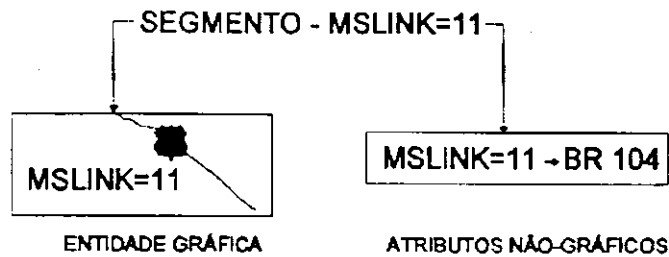 SEGMENTO - MSLINK=11
MSLINK=11
MSLINK=11→BR 104
ENTIDADE GRÁFICA
ATRIBUTOS NÃO-GRÁFICOS